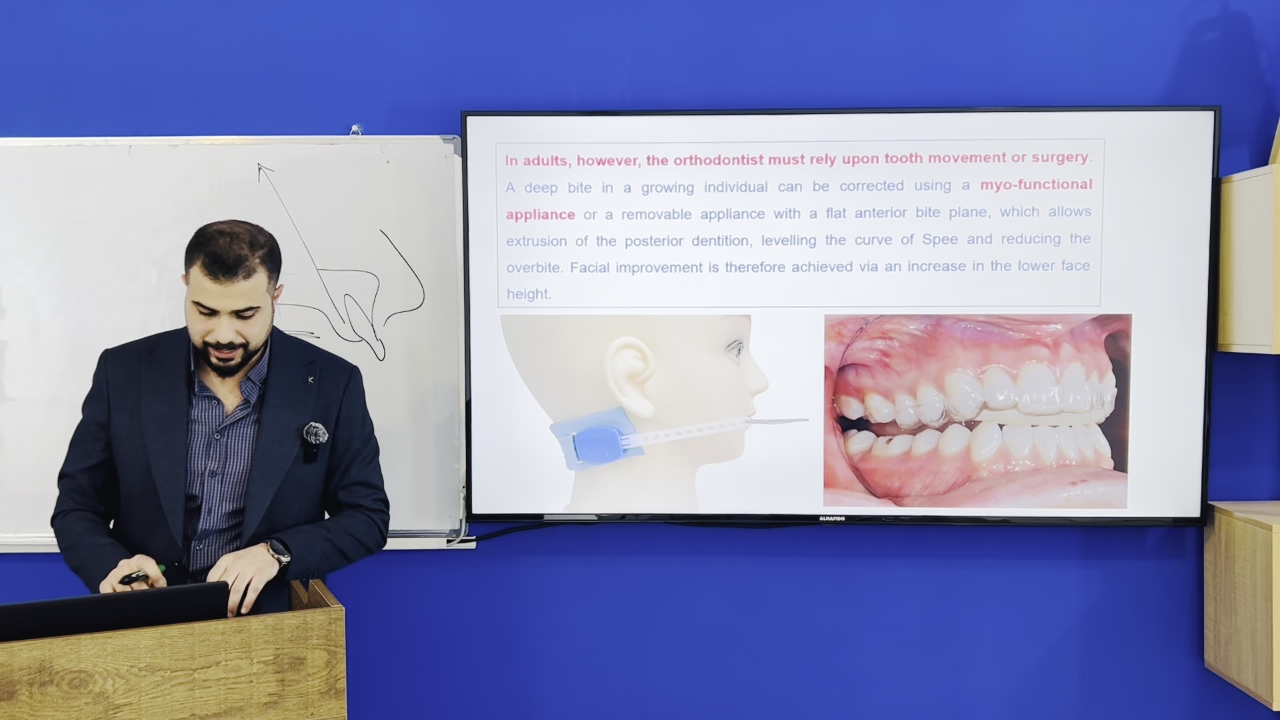 In adults, however, the orthodontist must rely upon tooth movement or surgery.
A deep bite in a growing individual can be corrected using a myo-functional
appliance or a removable appliance with a flat anterior bite plane, which allows
extrusion of the posterior dentition, levelling the curve of Spee and reducing the
overbite. Facial improvement is therefore achieved via an increase in the lower face
height.
K